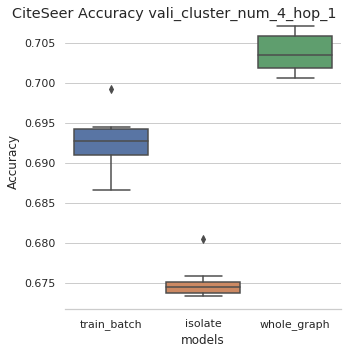 CiteSeer Accuracy vali_cluster_num_4_hop_1
0.705
0.700
0.695
0.690
0.685
0.680
0.675
Accuracy
train_batch
isolate
whole_graph
models